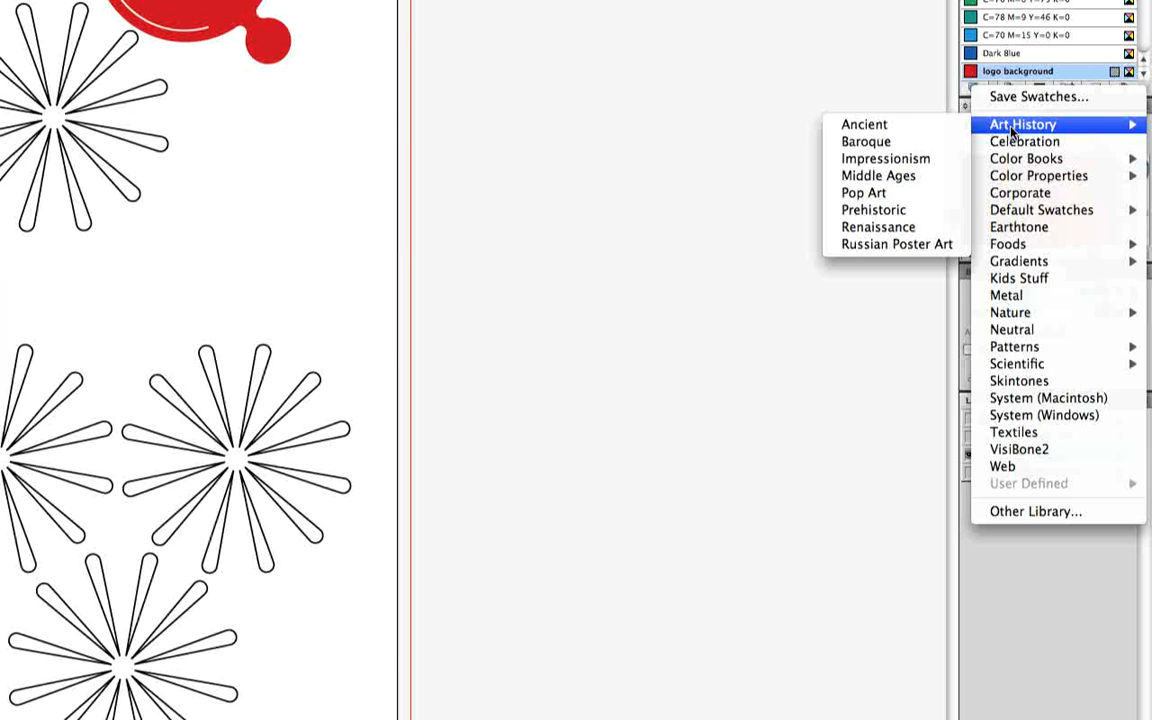 C=78 M=9 Y=46 K=0
C=70 M=15 Y=0 K=0
Dark Blue
logo background
Save Swatches...
Art History
Celebration
Color Books
Color Properties
Corporate
Default Swatches
Earthtone
Foods
Gradients
Kids Stuff
Metal
Nature
Neutral
Patterns
Scientific
Skintones
System (Macintosh)
System (Windows)
Textiles
VisiBone2
Web
User Defined
Other Library...
Ancient
Baroque
Impressionism
Middle Ages
Pop Art
Prehistoric
Renaissance
Russian Poster Art